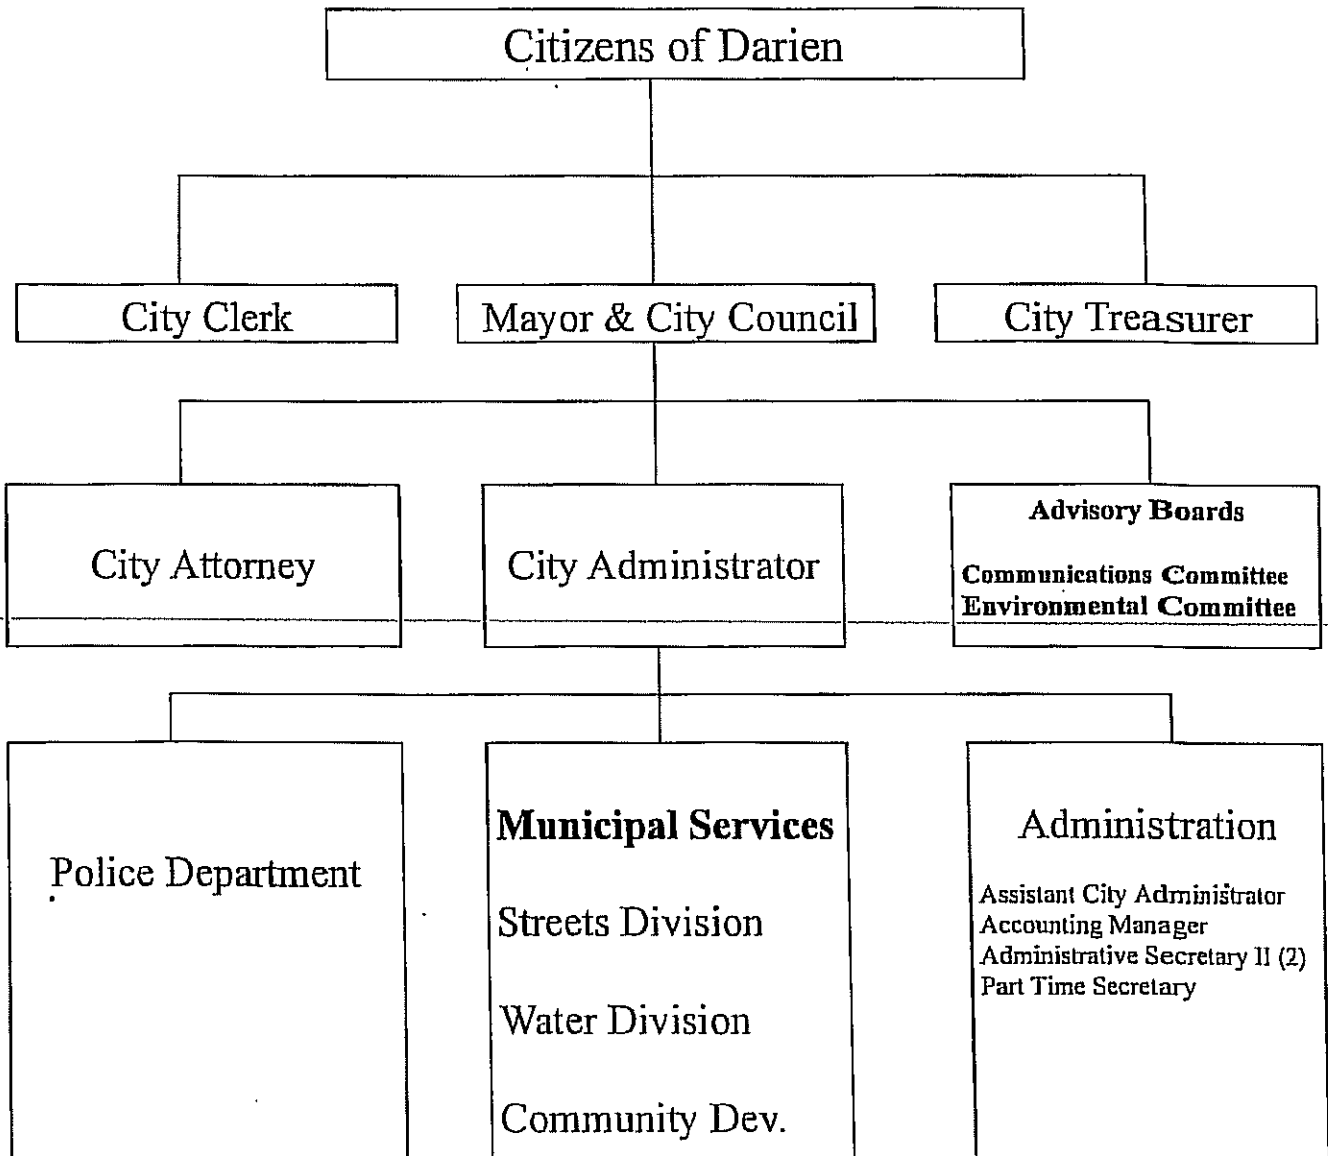 Citizens of Darien
City Clerk
Mayor & City Council
City Treasurer
City Attorney
City Administrator
Advisory Boards
Communications Committee
Environmental Committee
Police Department
Municipal Services
Streets Division
Water Division
Community Dev.
Administration
Assistant City Administrator
Accounting Manager
Administrative Secretary II (2)
Part Time Secretary